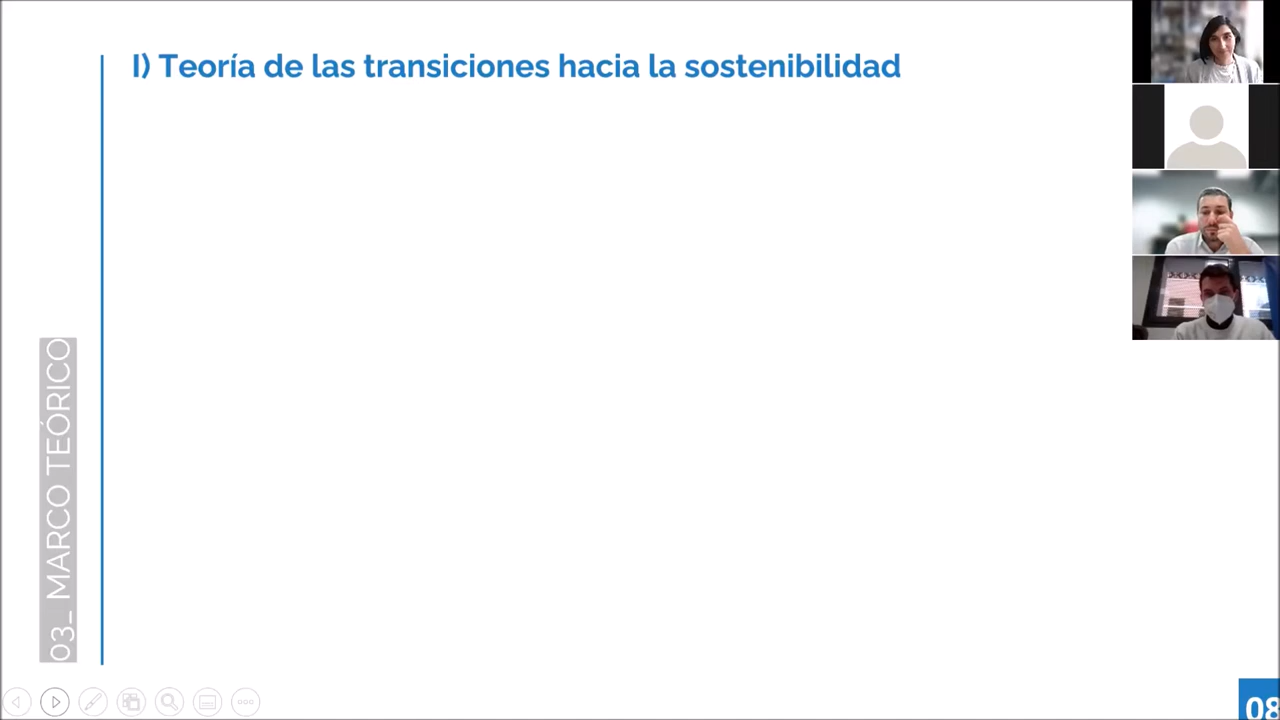 I) Teoría de las transiciones hacia la sostenibilidad
03_ MARCO TEÓRICO
08